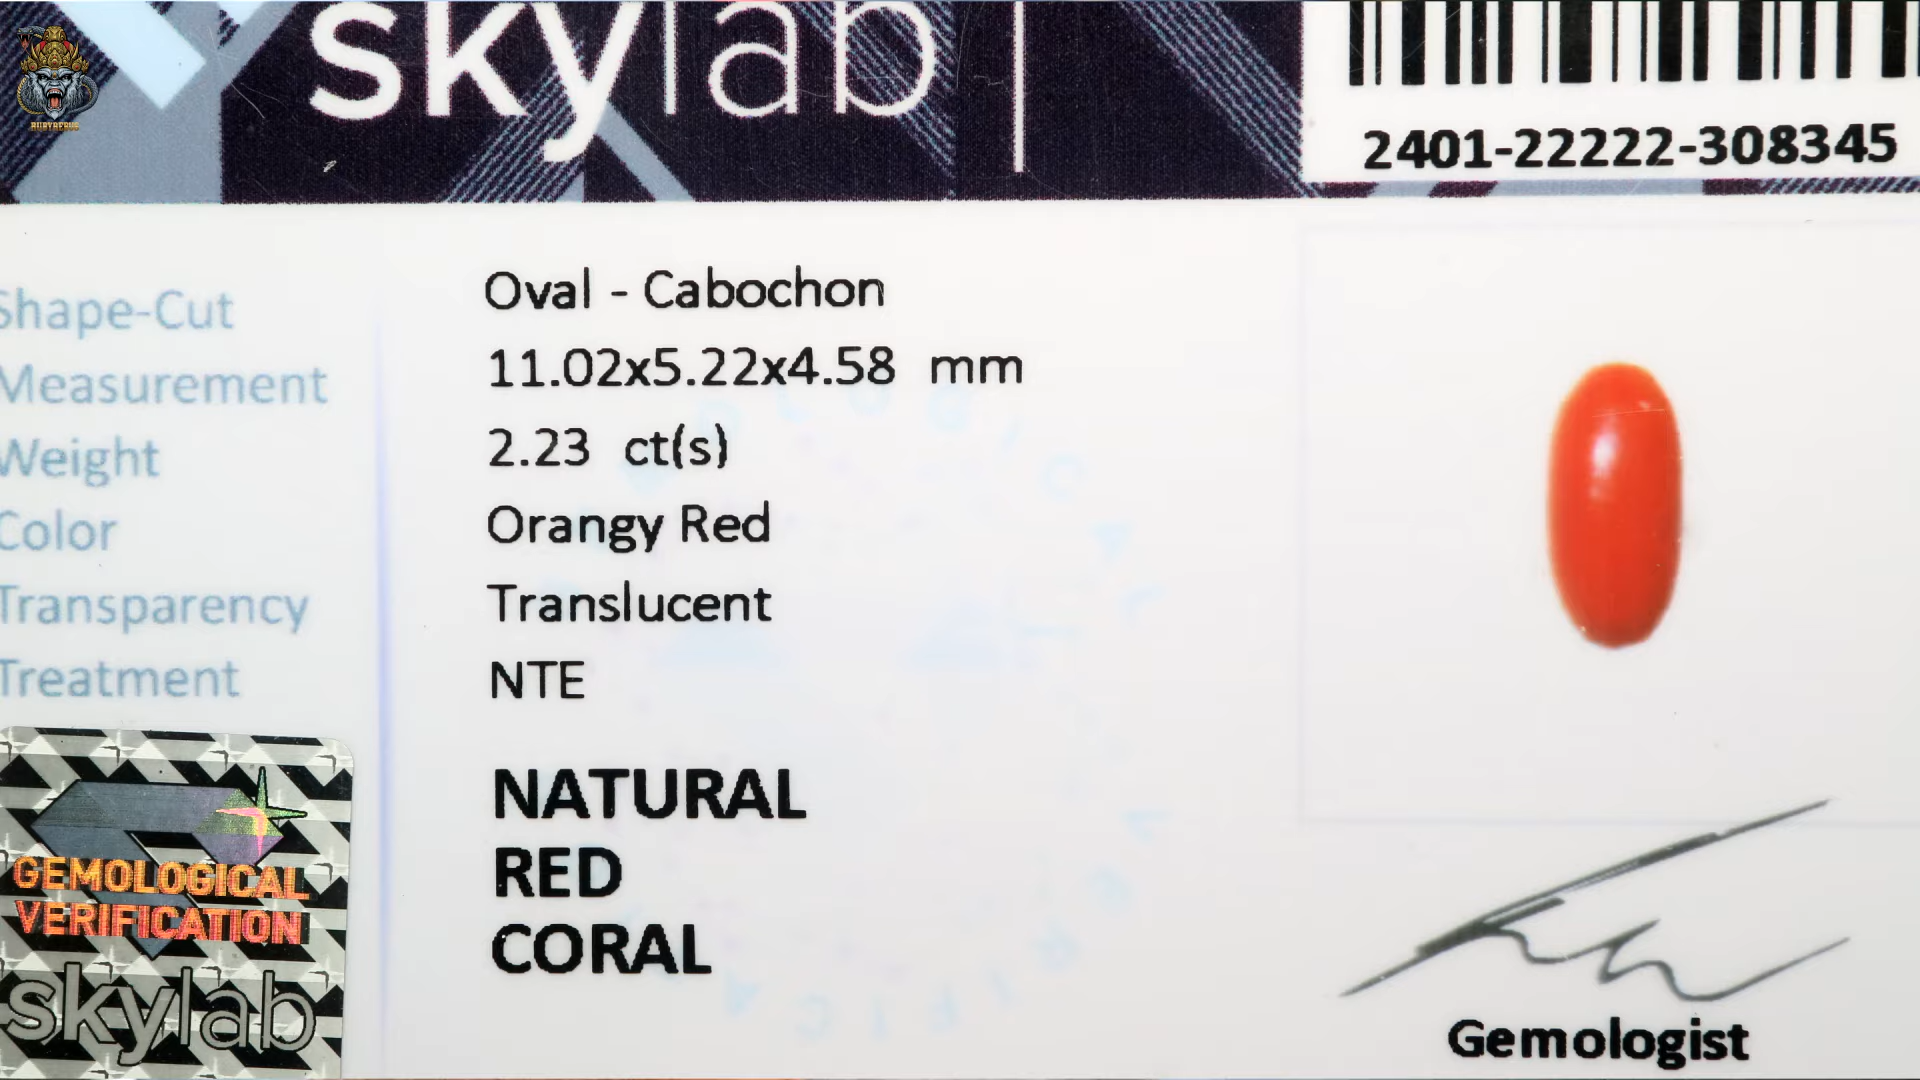 skylab
2401-22222-308345
Shape-Cut Oval - Cabochon
Measurement 11.02x5.22x4.58 mm
Weight 2.23 ct(s)
Color Orangy Red
Transparency Translucent
Treatment NTE
NATURAL
RED
CORAL
GEMOLOGICAL
VERIFICATION
skylab
Gemologist